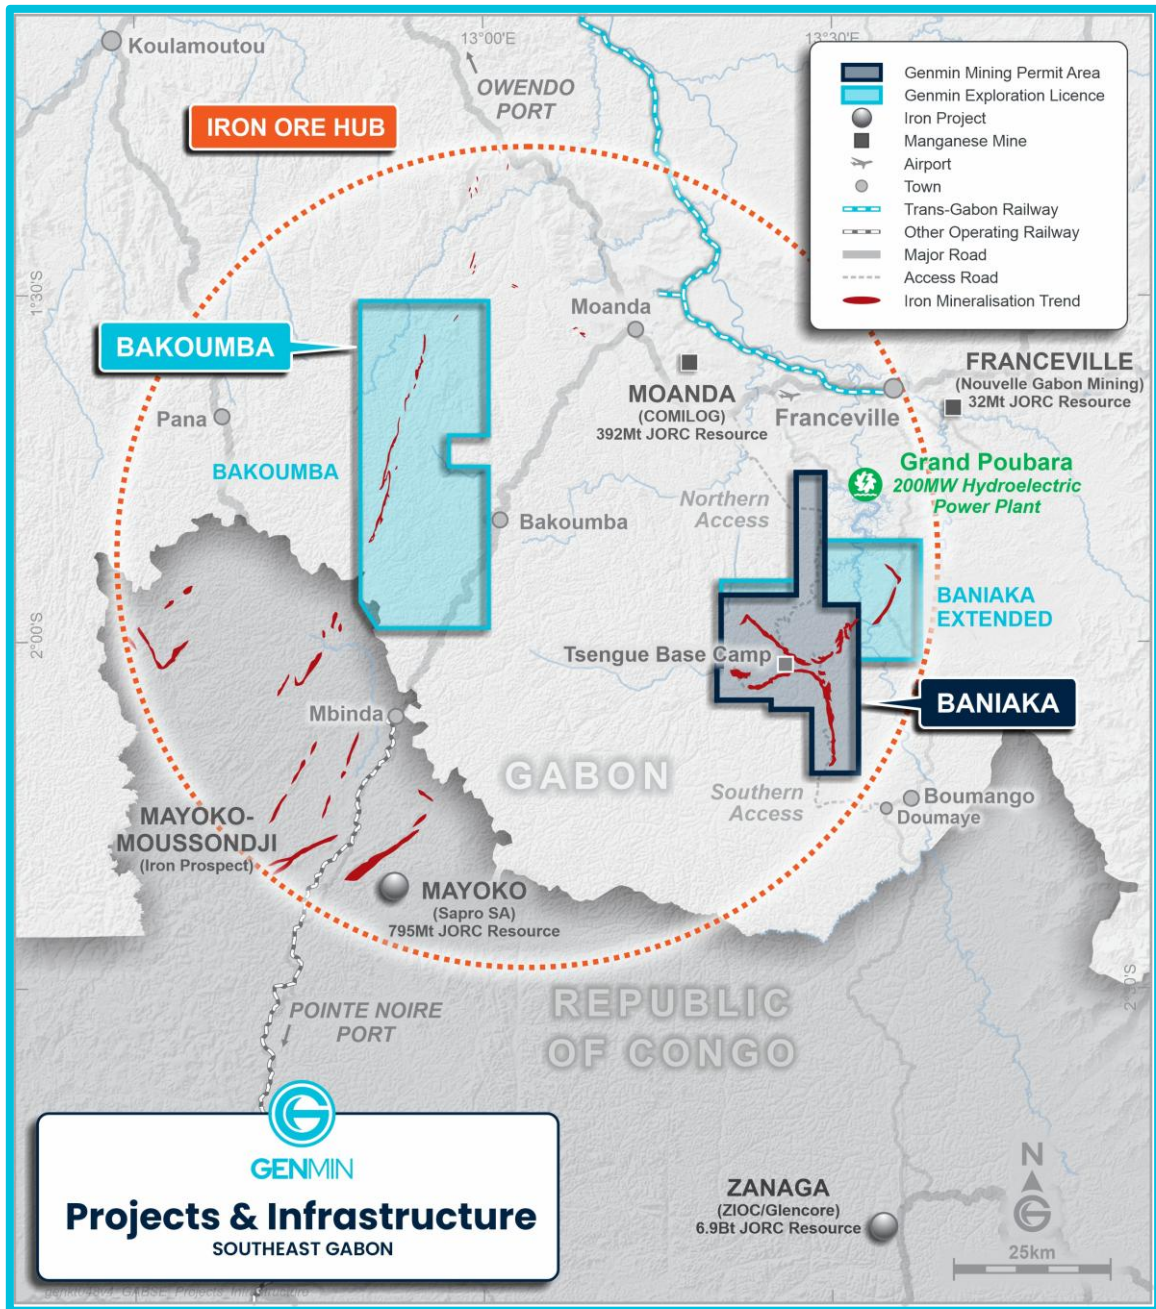 Koulamoutou
13°00'E
13°30'E
OWENDO
PORT
IRON ORE HUB
Genmin Mining Permit Area
Genmin Exploration Licence
Iron Project
Manganese Mine
Airport
Town
Trans-Gabon Railway
Other Operating Railway
Major Road
Access Road
Iron Mineralisation Trend
1°30'S
Moanda
BAKOUMBA
MOANDA
(COMILOG)
392Mt JORC Resource
FRANCEVILLE
(Nouvelle Gabon Mining)
32Mt JORC Resource
Franceville
Pana
BAKOUMBA
Grand Poubara
200MW Hydroelectric
Power Plant
Northern
Access
Bakoumba
BANIAKA
EXTENDED
2°00'S
Tsengue Base Camp
BANIAKA
Mbinda
GABON
Southern
Access
Boumango
Doumaye
MAYOKO-
MOUSSONDJI
(Iron Prospect)
MAYOKO
(Sapro SA)
795Mt JORC Resource
POINTE NOIRE
PORT
REPUBLIC
OF CONGO
GENMIN
Projects & Infrastructure
SOUTHEAST GABON
ZANAGA
(ZIOC/Glencore)
6.9Bt JORC Resource
N
25km